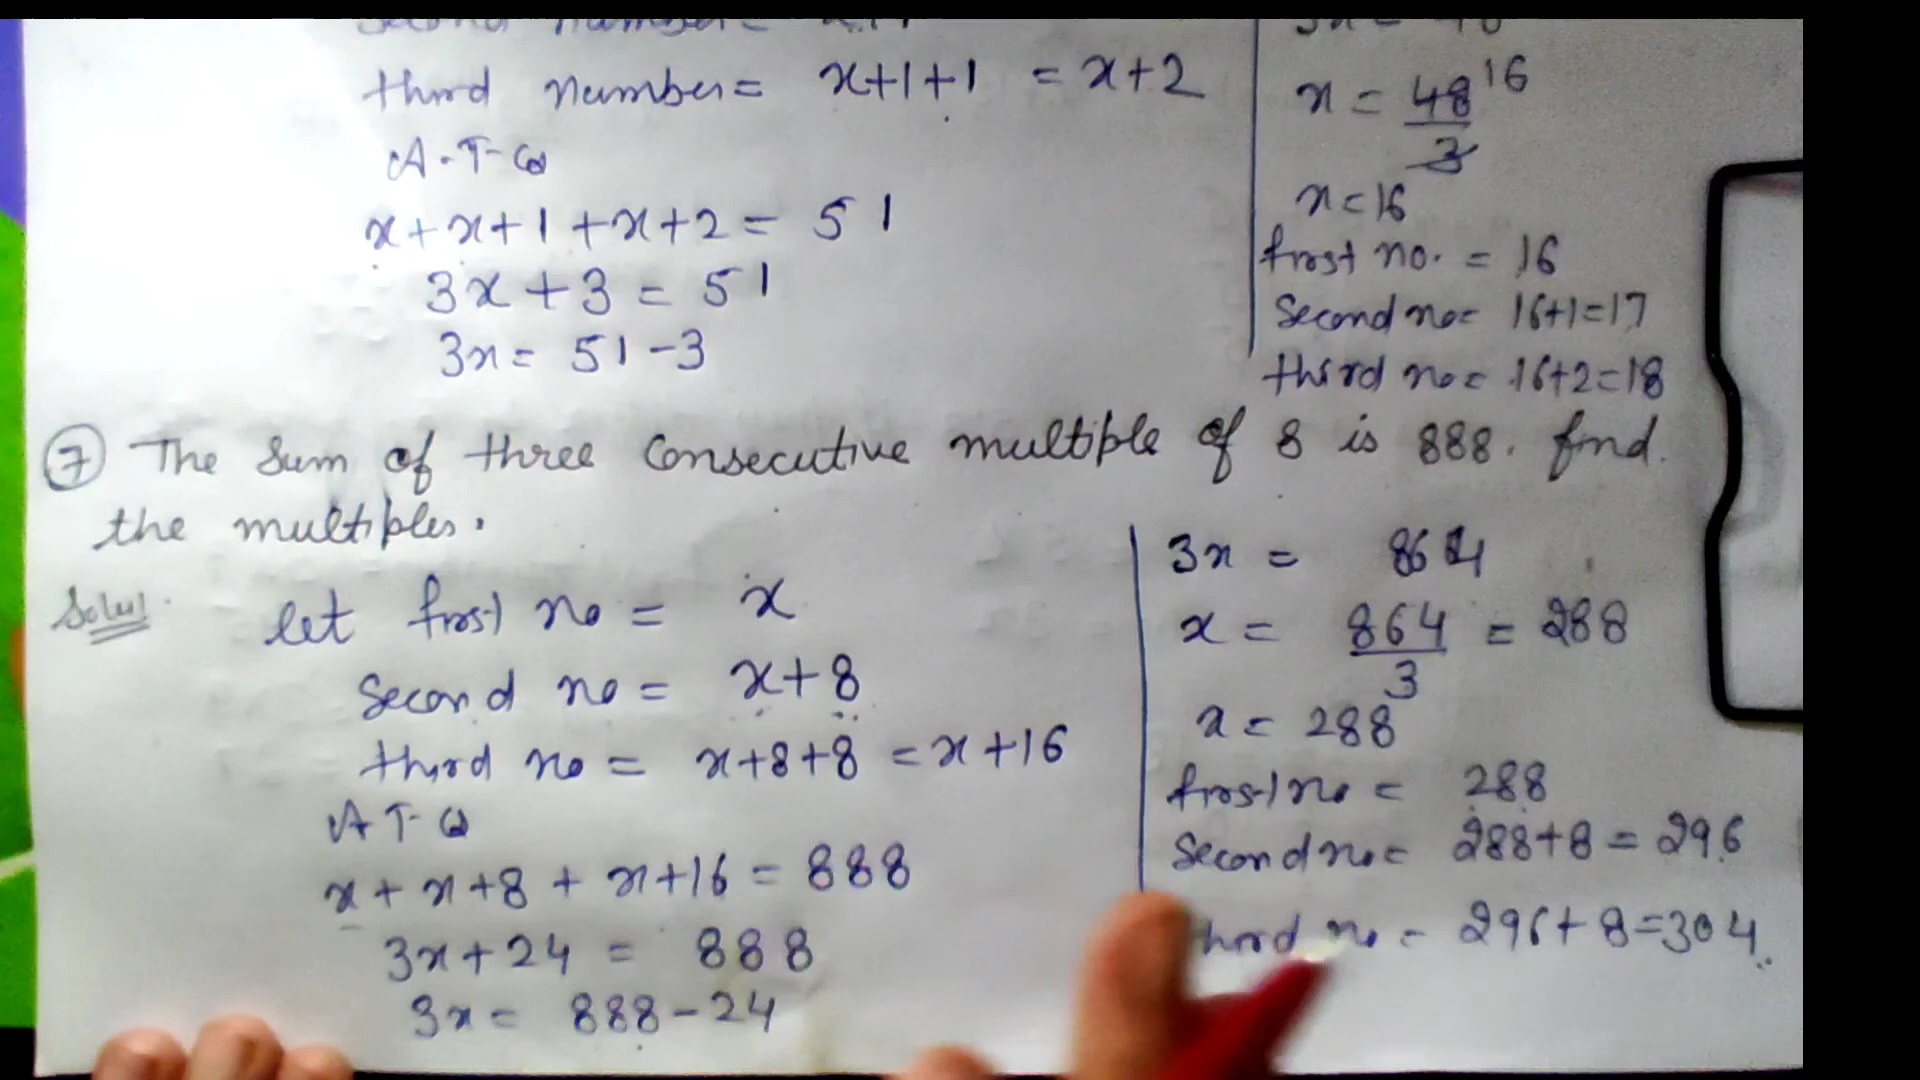 Second number = x+1
third number = x+1+1 = x+2
A.T-Q
x+x+1+x+2= 51
3x+3=51
3x= 51-3
x = 48/3 16
x=16
first no. = 16
Second no= 16+1=17
third no= 16+2=18
7 The Sum of three Consecutive multiple of 8 is 888. find.
the multiples.
Solu!
let first no = x
Second no = x+8
third no = x+8+8 = x+16
A T-Q
x + x+8 + x+16 = 888
3x+24 = 888
3x= 888-24
3x = 864
x = 864/3 = 288
x= 288
first no = 288
Second no= 288+8=296
third no = 296+8=304